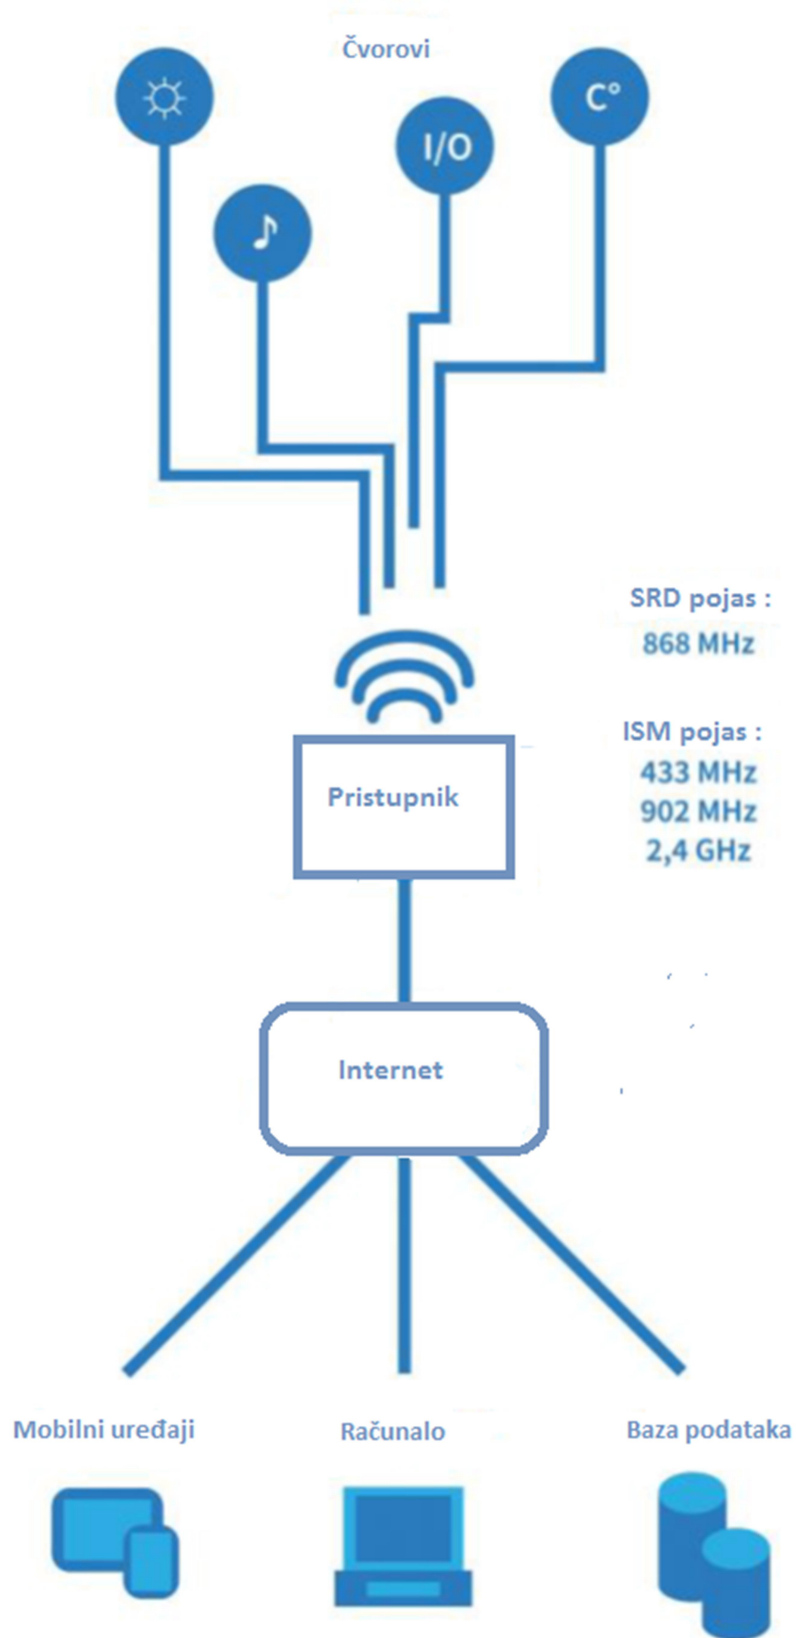 Čvorovi
I/O
C°
SRD pojas :
868 MHz
ISM pojas :
433 MHz
902 MHz
2,4 GHz
Pristupnik
Internet
Mobilni uređaji
Računalo
Baza podataka